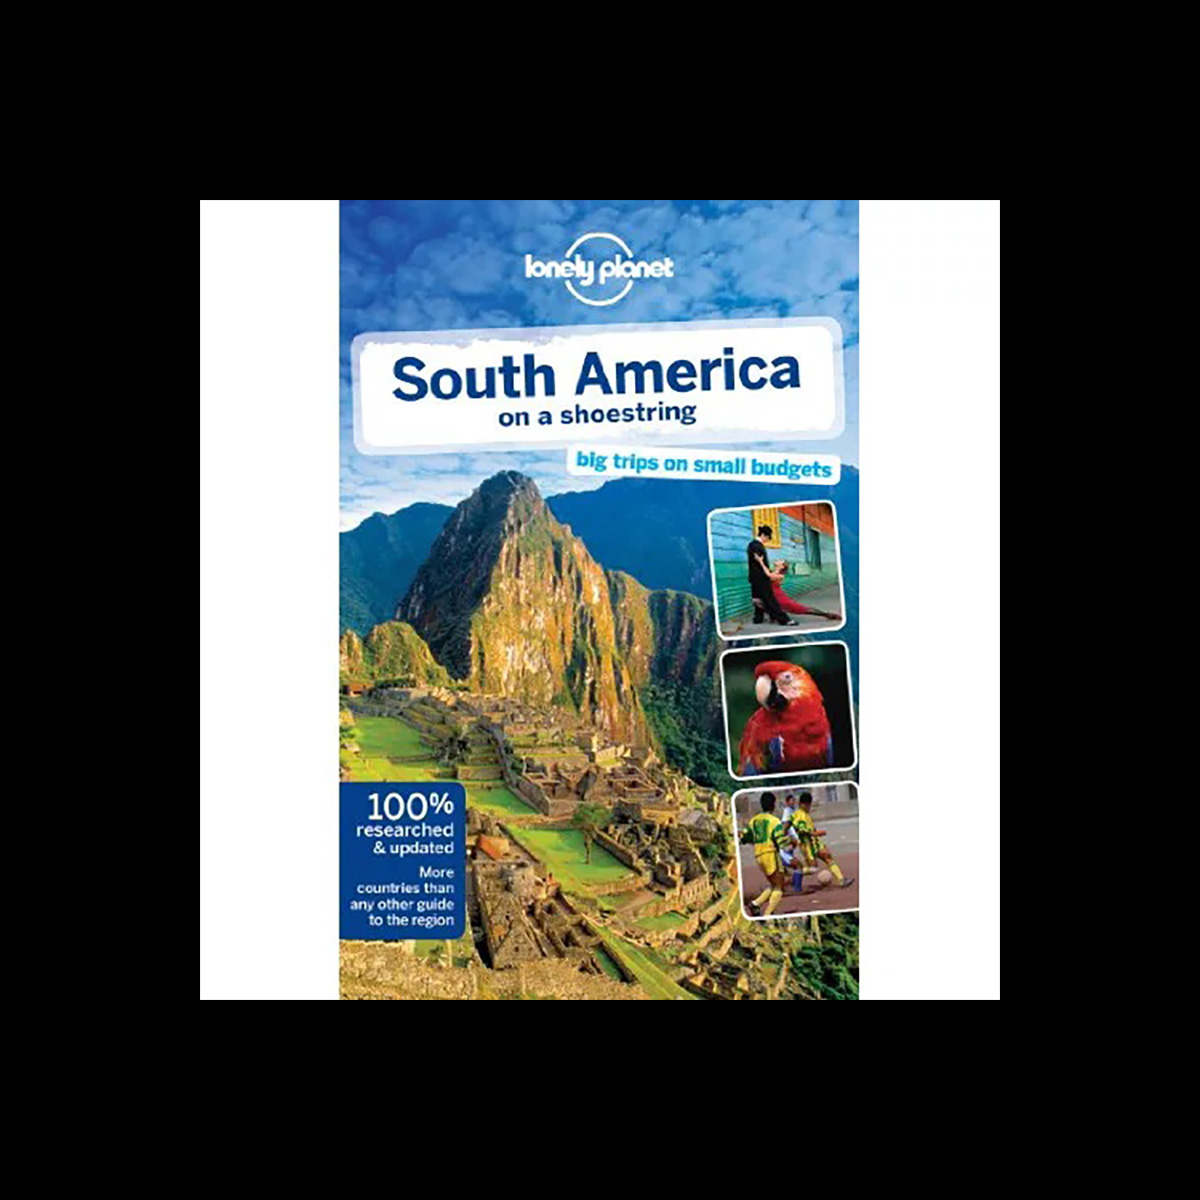 lonely planet
South America
on a shoestring
big trips on small budgets
100%
researched
& updated
More
countries than
any other guide
to the region